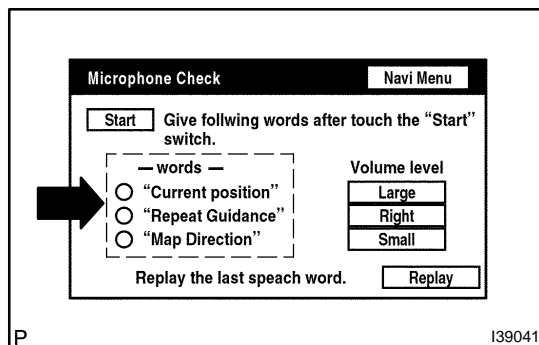 Microphone Check Navi Menu
Start Give follwing words after touch the “Start”
switch.
— words —
Volume level
“Current position”
Large
“Repeat Guidance”
Right
“Map Direction”
Small
Replay the last speach word. Replay
P I39041